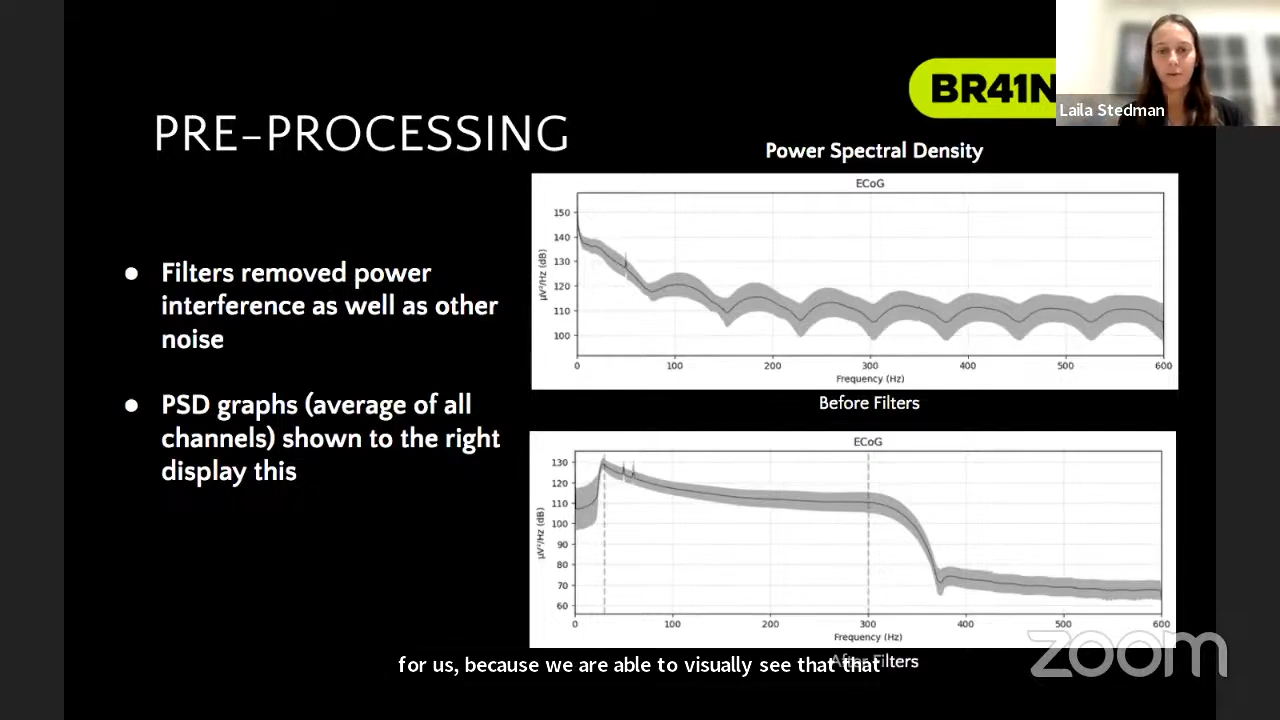 BR41N
Laila Stedman
PRE-PROCESSING
Power Spectral Density
● Filters removed power
interference as well as other
noise
● PSD graphs (average of all
channels) shown to the right
display this
ECoG
150
140
130
120
110
100
µV²/Hz (dB)
0 100 200 300 400 500 600
Frequency (Hz)
Before Filters
ECoG
130
120
110
100
90
80
70
60
µV²/Hz (dB)
0 100 200 300 400 500 600
Frequency (Hz)
After Filters
for us, because we are able to visually see that that
zoom